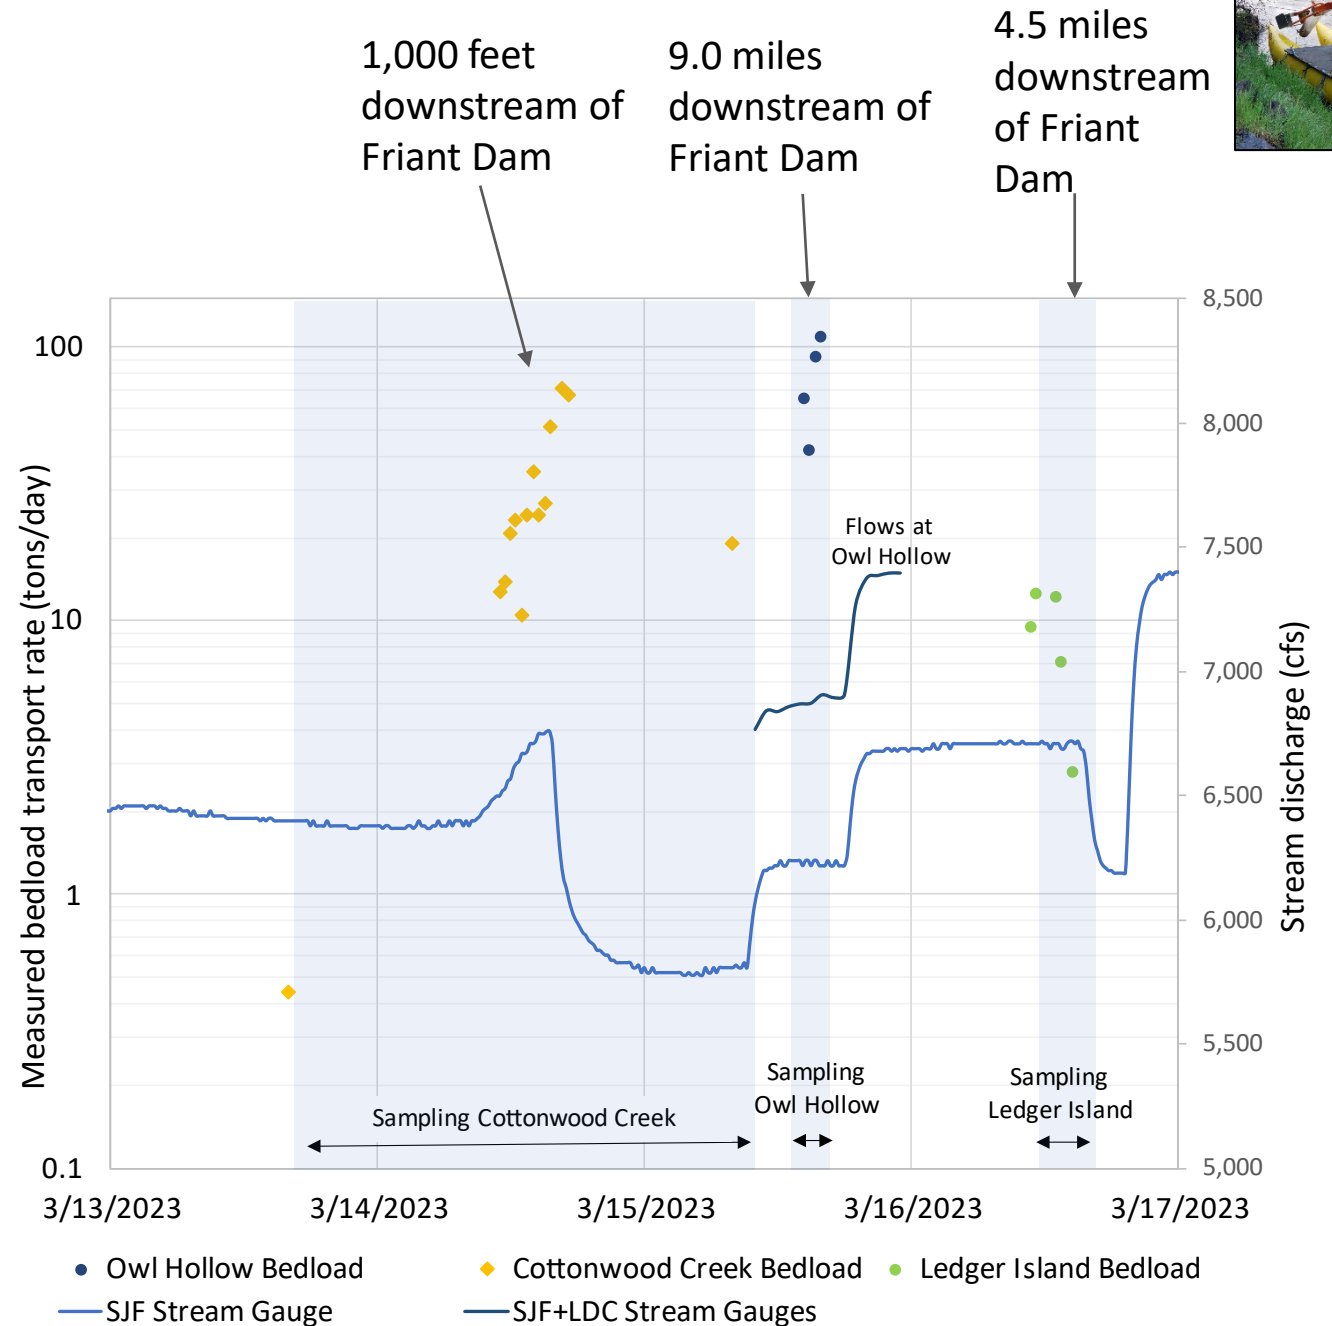 1,000 feet
downstream of
Friant Dam
9.0 miles
downstream of
Friant Dam
4.5 miles
downstream
of Friant
Dam
Measured bedload transport rate (tons/day)
100
10
1
0.1
8,500
8,000
7,500
7,000
6,500
6,000
5,500
5,000
Stream discharge (cfs)
Flows at
Owl Hollow
Sampling Cottonwood Creek
Sampling
Owl Hollow
Sampling
Ledger Island
3/13/2023 3/14/2023 3/15/2023 3/16/2023 3/17/2023
Owl Hollow Bedload Cottonwood Creek Bedload Ledger Island Bedload
SJF Stream Gauge SJF+LDC Stream Gauges